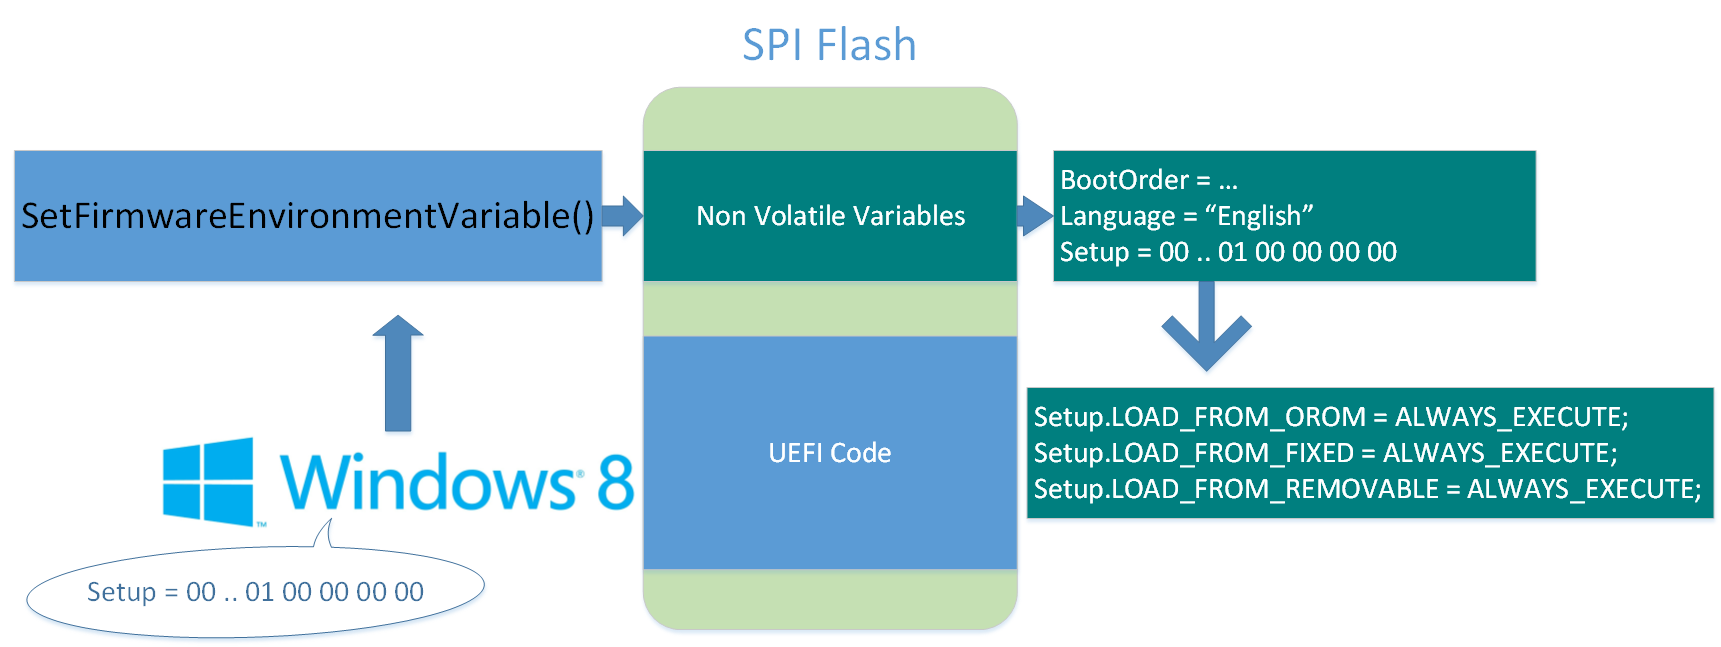 SPI Flash
SetFirmwareEnvironmentVariable()
Non Volatile Variables
BootOrder = ...
Language = “English”
Setup = 00 .. 01 00 00 00 00
UEFI Code
Setup.LOAD_FROM_OROM = ALWAYS_EXECUTE;
Setup.LOAD_FROM_FIXED = ALWAYS_EXECUTE;
Setup.LOAD_FROM_REMOVABLE = ALWAYS_EXECUTE;
™ Windows® 8
Setup = 00 .. 01 00 00 00 00